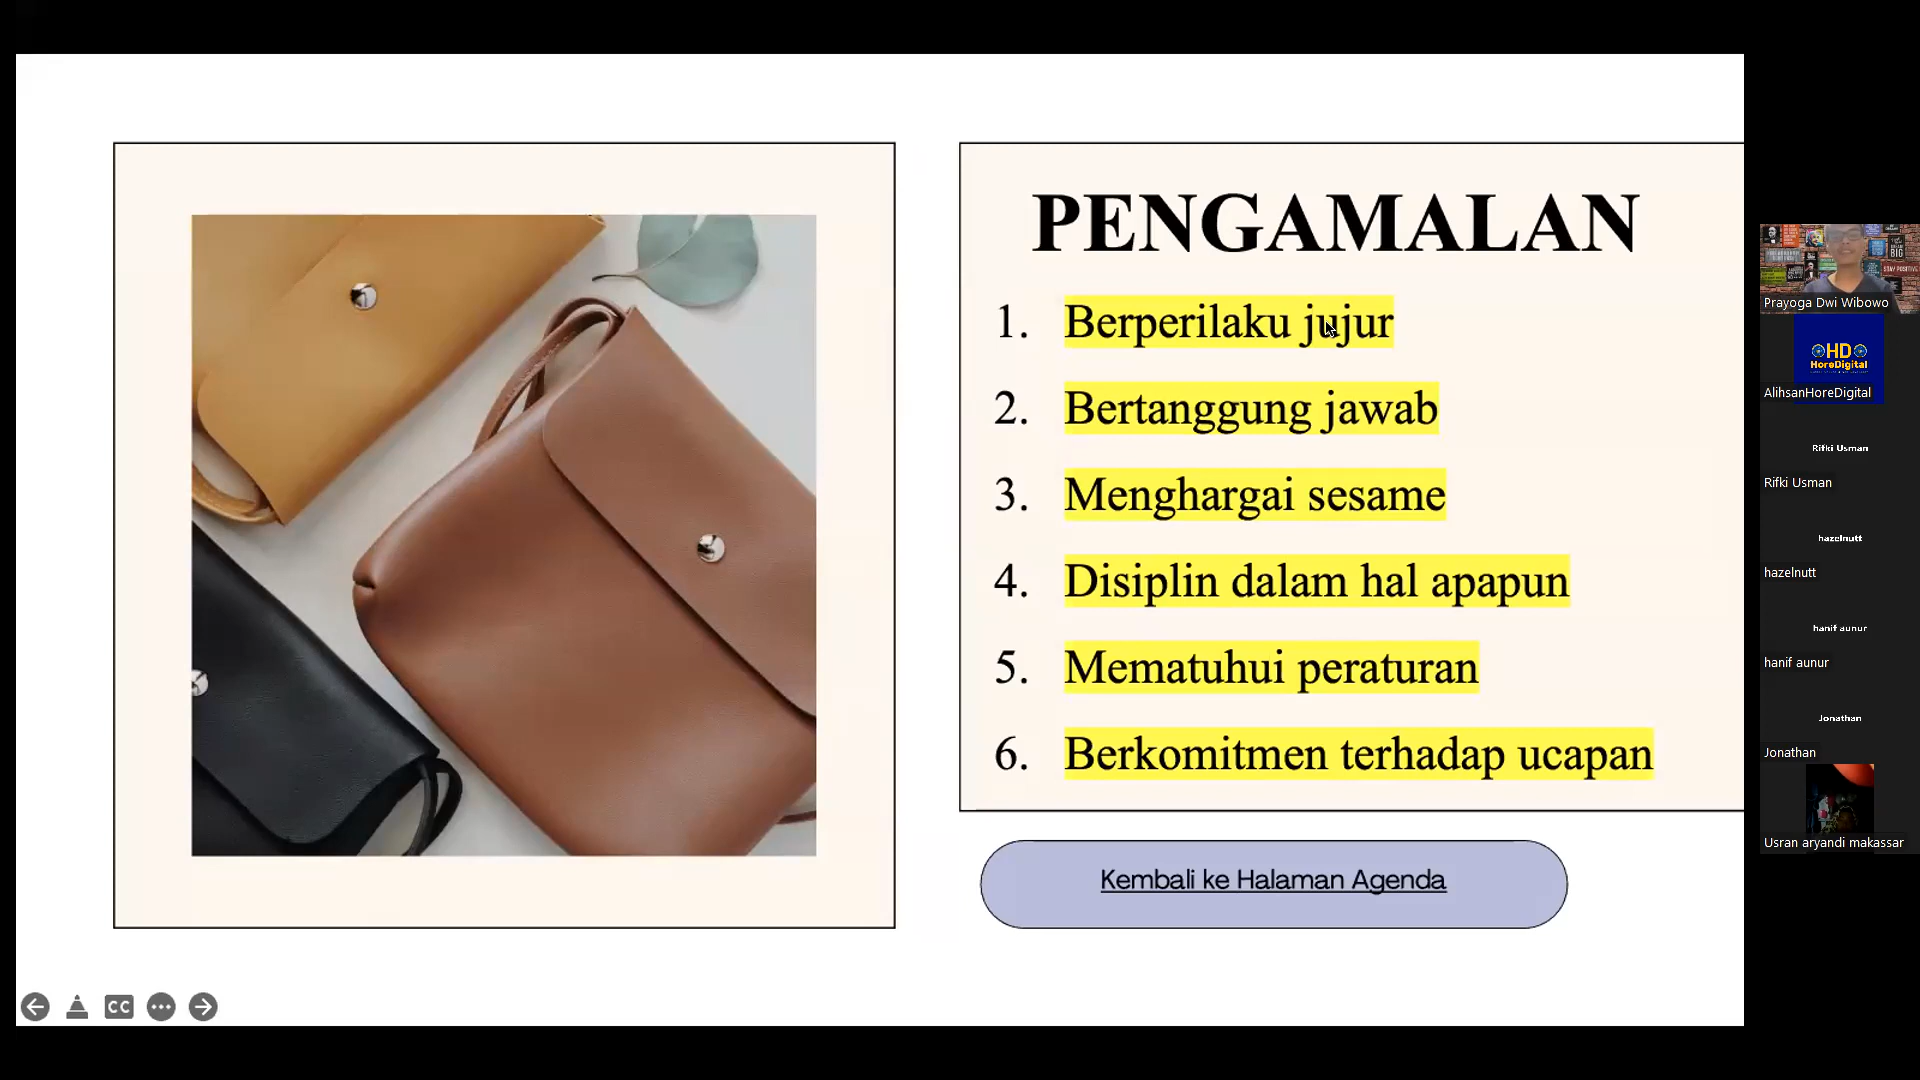 PENGAMALAN
1. Berperilaku jujur
2. Bertanggung jawab
3. Menghargai sesame
4. Disiplin dalam hal apapun
5. Mematuhui peraturan
6. Berkomitmen terhadap ucapan
Kembali ke Halaman Agenda
CC
Prayoga Dwi Wibowo
HD
HoreDigital
AlihsanHoreDigital
Rifki Usman
Rifki Usman
hazelnutt
hazelnutt
hanif aunur
hanif aunur
Jonathan
Jonathan
Usran aryandi makassar